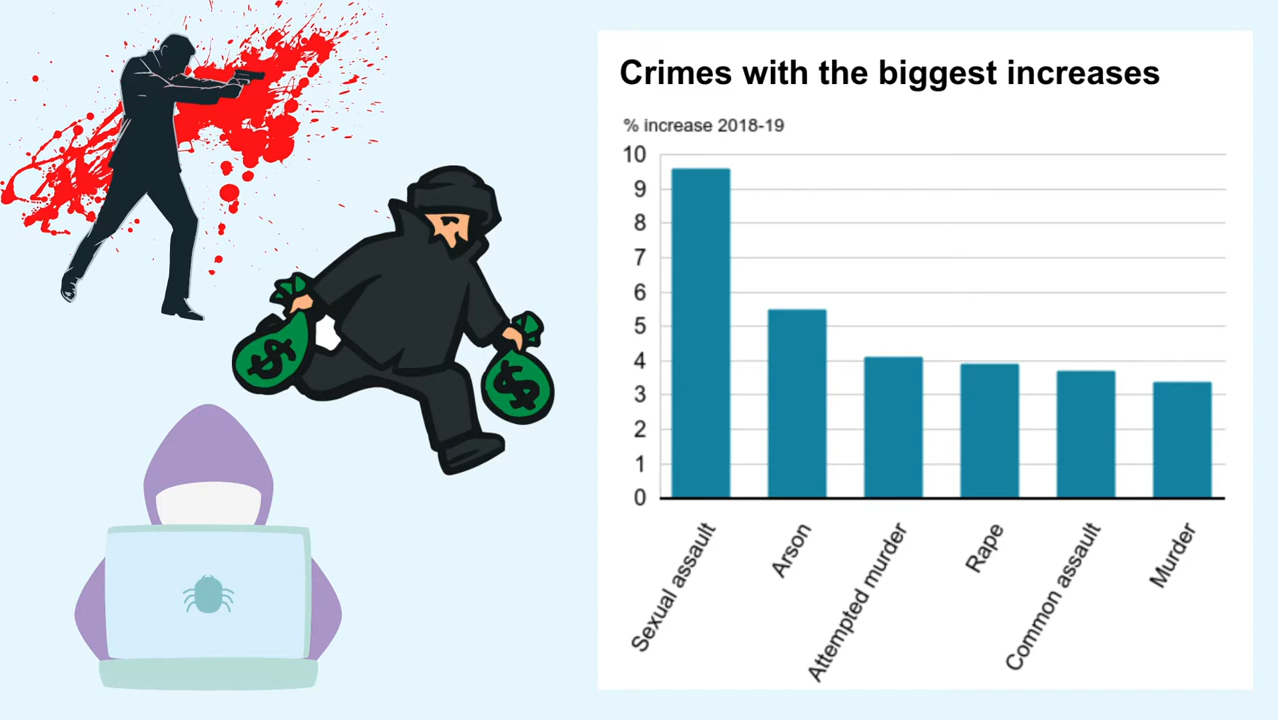 Crimes with the biggest increases
% increase 2018-19
10
9
8
7
6
5
4
3
2
1
0
Sexual assault
Arson
Attempted murder
Rape
Common assault
Murder
$
$